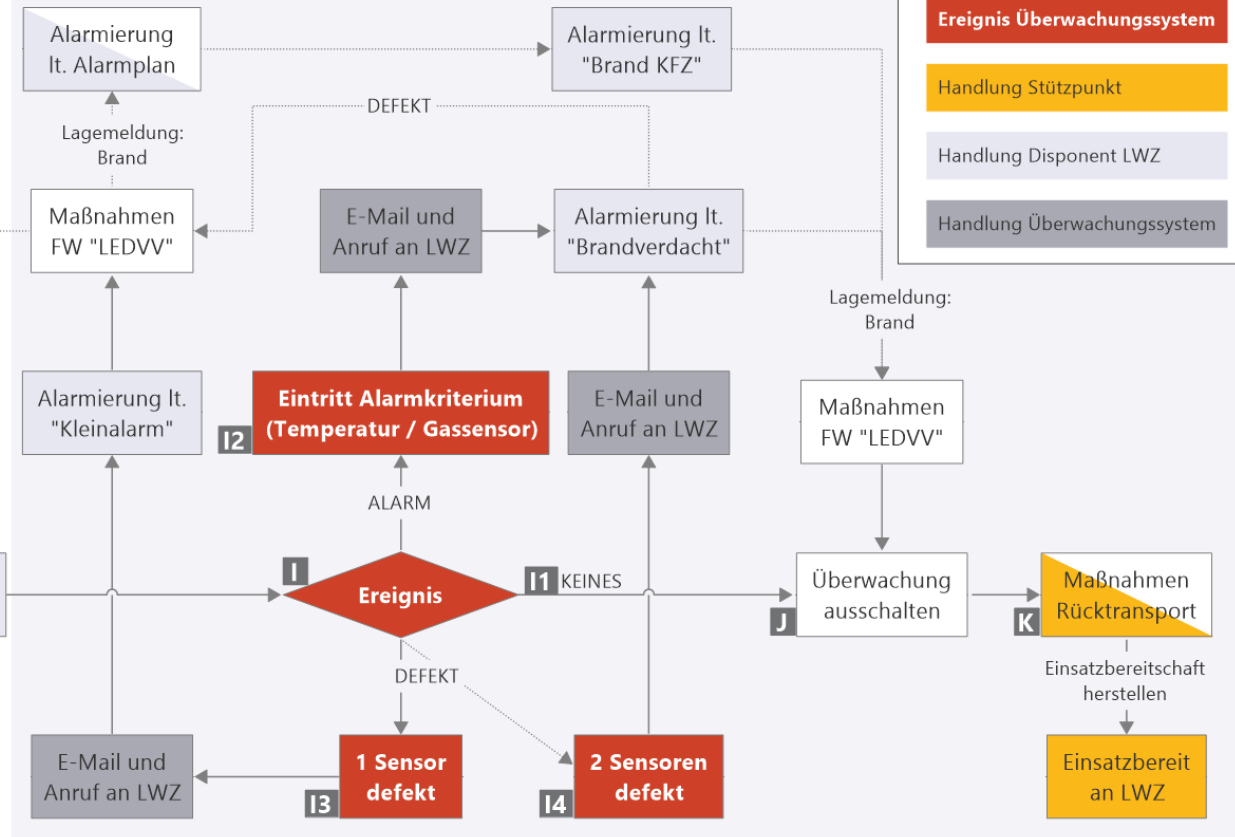 Alarmierung
lt. Alarmplan
Alarmierung lt.
"Brand KFZ"
Ereignis Überwachungssystem
Handlung Stützpunkt
Handlung Disponent LWZ
Handlung Überwachungssystem
DEFEKT
Lagemeldung:
Brand
Maßnahmen
FW "LEDVV"
E-Mail und
Anruf an LWZ
Alarmierung lt.
"Brandverdacht"
Lagemeldung:
Brand
Alarmierung lt.
"Kleinalarm"
Eintritt Alarmkriterium
(Temperatur / Gassensor)
I2
E-Mail und
Anruf an LWZ
Maßnahmen
FW "LEDVV"
ALARM
I
Ereignis
I1
KEINES
Überwachung
ausschalten
J
Maßnahmen
Rücktransport
K
DEFEKT
Einsatzbereitschaft
herstellen
E-Mail und
Anruf an LWZ
1 Sensor
defekt
I3
2 Sensoren
defekt
I4
Einsatzbereit
an LWZ